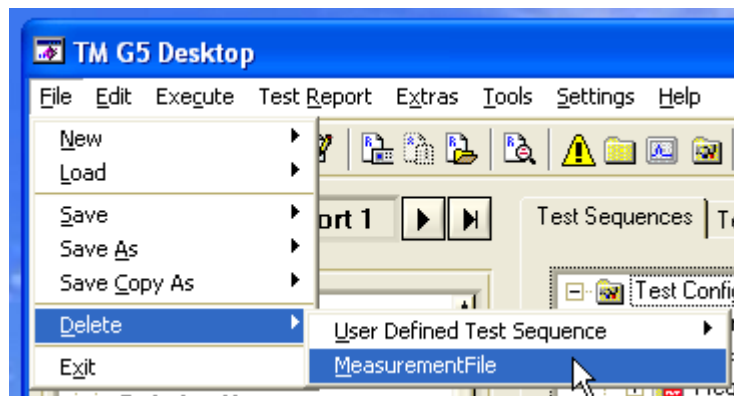 TM G5 Desktop
File Edit Execute Test Report Extras Tools Settings Help
New
Load
Save
Save As
Save Copy As
Delete
Exit
User Defined Test Sequence
MeasurementFile
ort 1
Test Sequences
Test Confi